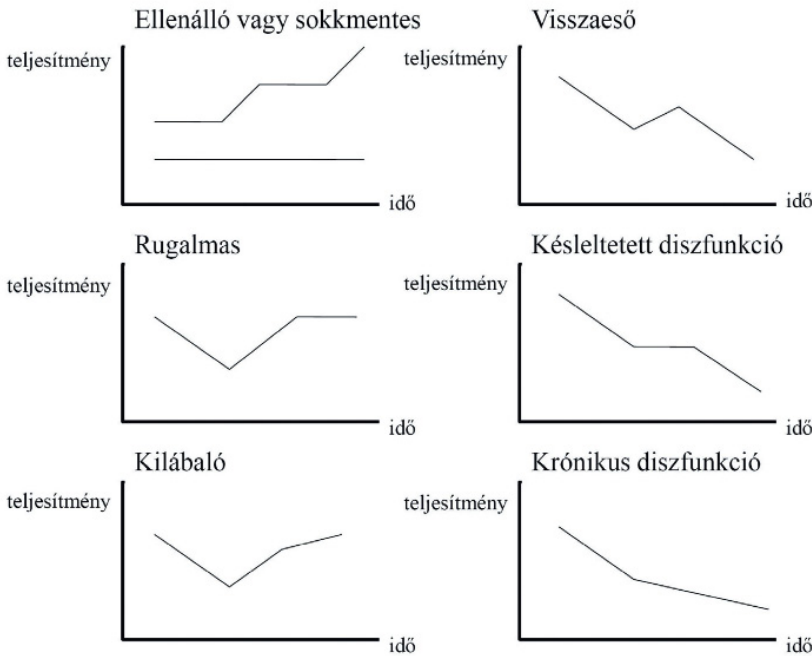 Ellenálló vagy sokkmentes
teljesítmény
idő
Visszaeső
teljesítmény
idő
Rugalmas
teljesítmény
idő
Késleltetett diszfunkció
teljesítmény
idő
Kilábaló
teljesítmény
idő
Krónikus diszfunkció
teljesítmény
idő